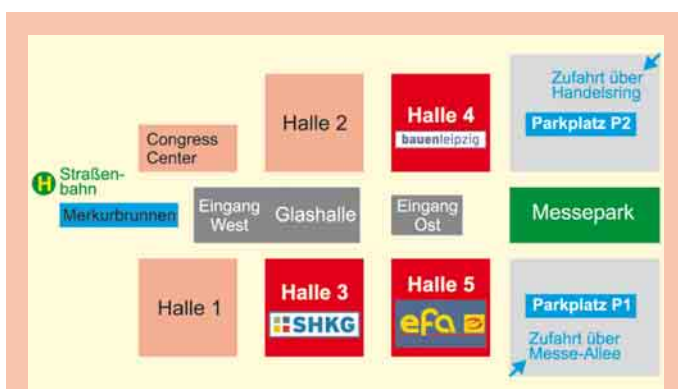 Zufahrt über
Handelsring
Halle 4
Halle 2
bauenleipzig
Parkplatz P2
Congress
Center
H
Straßen-
bahn
Merkurbrunnen
Eingang
West
Glashalle
Eingang
Ost
Messepark
Halle 1
Halle 3
SHKG
Halle 5
efa
Parkplatz P1
Zufahrt über
Messe-Allee